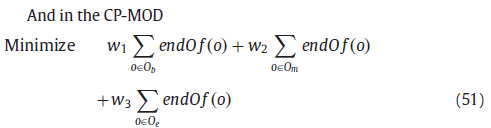 And in the CP-MOD
Minimize w₁ ∑ endOf(o) + w₂ ∑ endOf(o)
o∈O_b o∈O_m
+w₃ ∑ endOf(o) (51)
o∈O_e